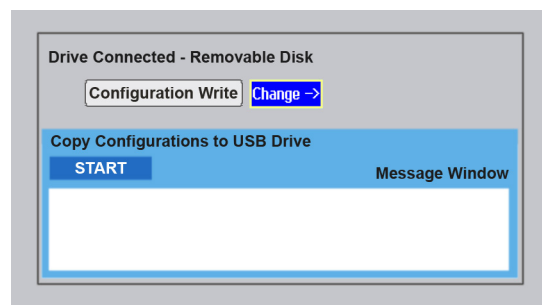 Drive Connected - Removable Disk
Configuration Write Change ->
Copy Configurations to USB Drive
START
Message Window